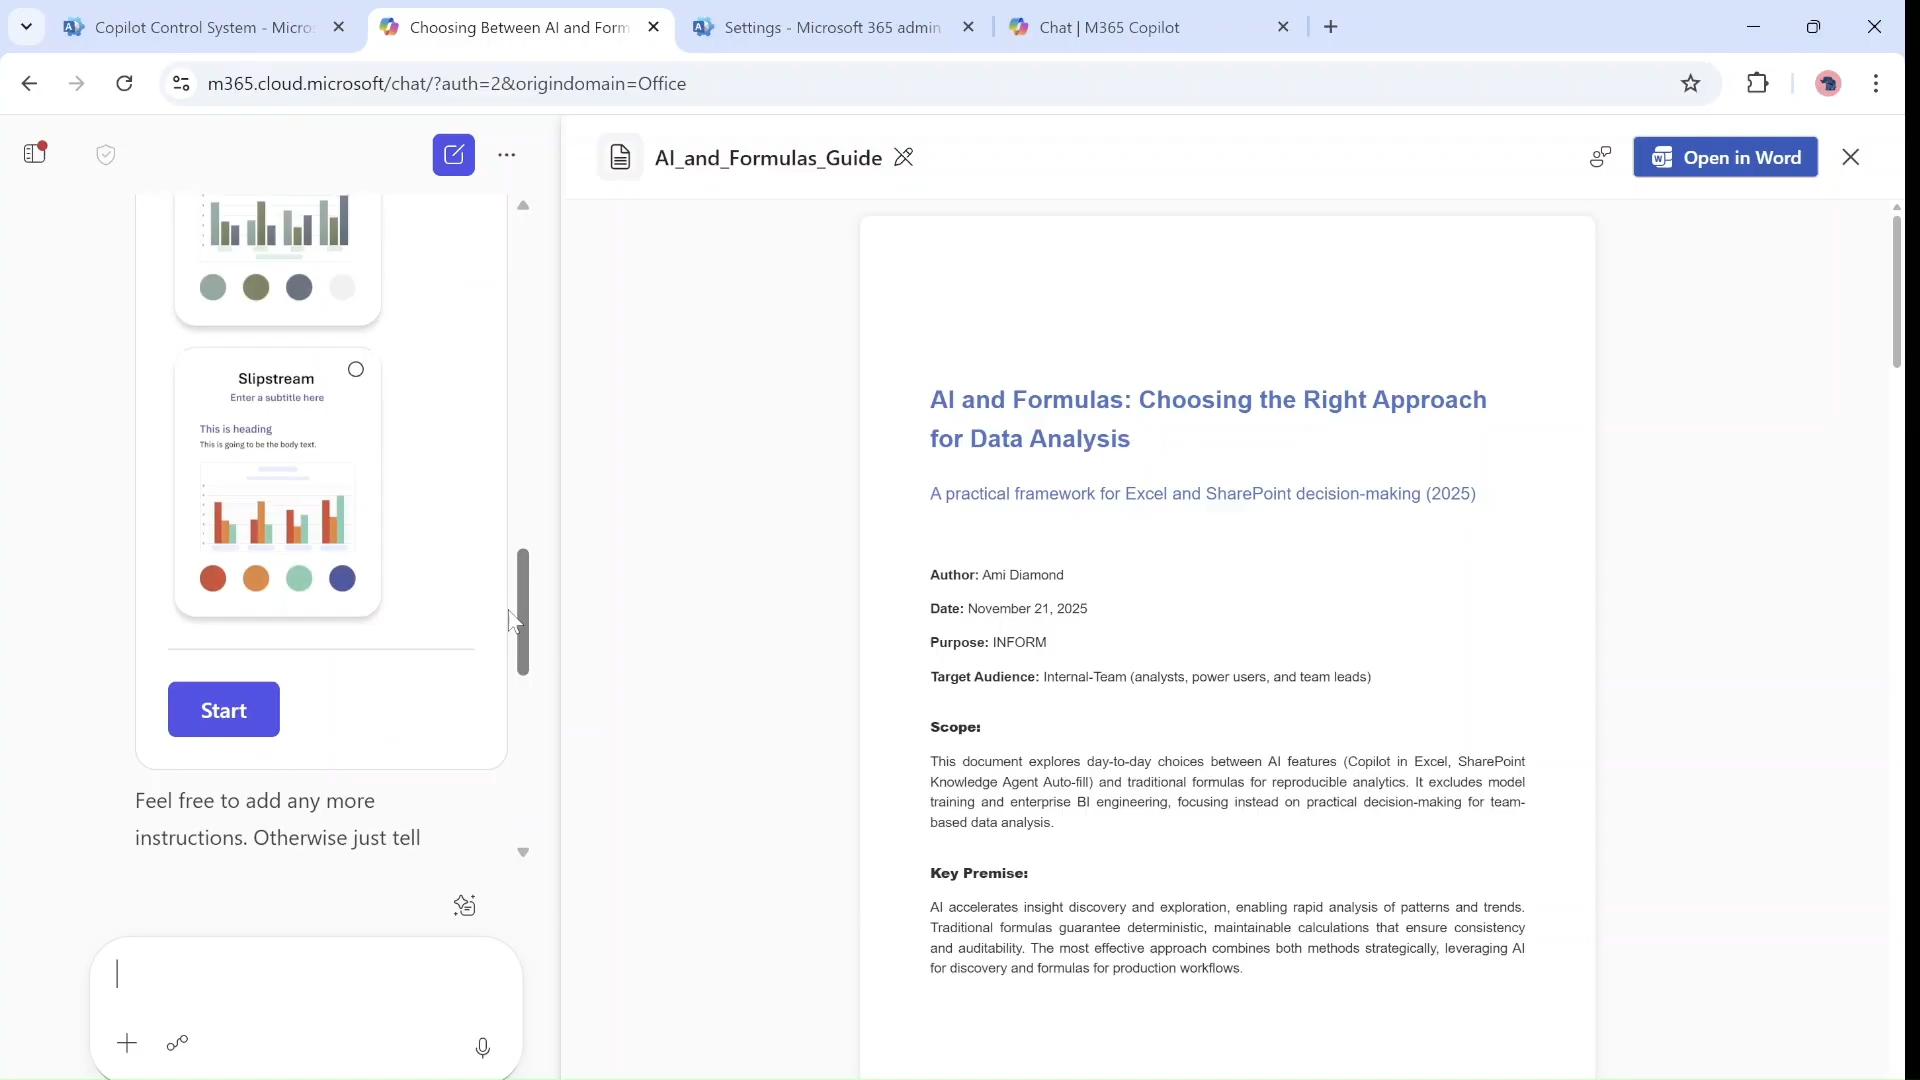 Copilot Control System - Micros
Choosing Between AI and Form
Settings - Microsoft 365 admin
Chat | M365 Copilot
m365.cloud.microsoft/chat/?auth=2&origindomain=Office
AI_and_Formulas_Guide
Open in Word
Slipstream
Enter a subtitle here
This is heading
This is going to be the body text.
Start
Feel free to add any more
instructions. Otherwise just tell
AI and Formulas: Choosing the Right Approach
for Data Analysis
A practical framework for Excel and SharePoint decision-making (2025)
Author: Ami Diamond
Date: November 21, 2025
Purpose: INFORM
Target Audience: Internal-Team (analysts, power users, and team leads)
Scope:
This document explores day-to-day choices between AI features (Copilot in Excel, SharePoint
Knowledge Agent Auto-fill) and traditional formulas for reproducible analytics. It excludes model
training and enterprise BI engineering, focusing instead on practical decision-making for team-
based data analysis.
Key Premise:
AI accelerates insight discovery and exploration, enabling rapid analysis of patterns and trends.
Traditional formulas guarantee deterministic, maintainable calculations that ensure consistency
and auditability. The most effective approach combines both methods strategically, leveraging AI
for discovery and formulas for production workflows.